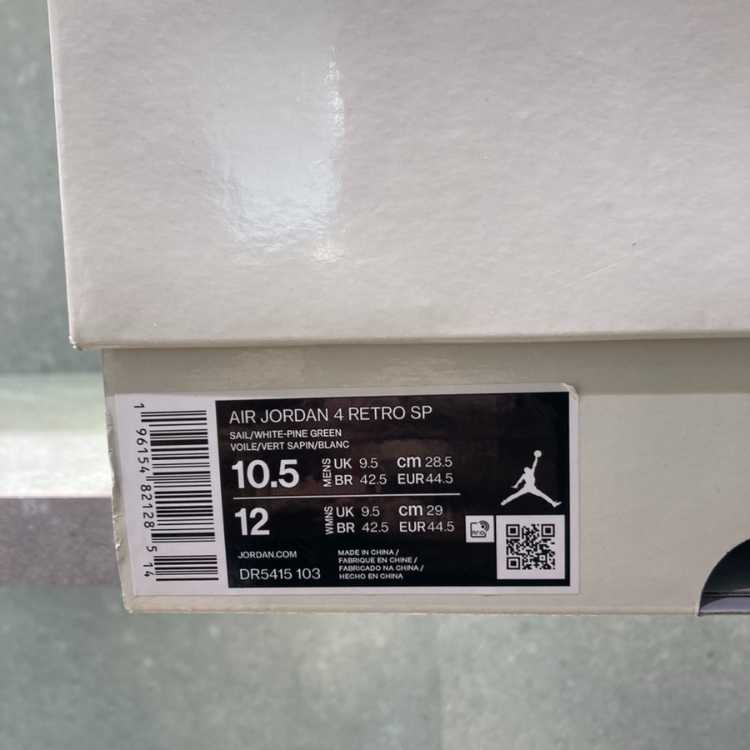 AIR JORDAN 4 RETRO SP
SAIL/WHITE-PINE GREEN
VOILE/VERT SAPIN/BLANC
10.5 MENS UK 9.5 cm 28.5
BR 42.5 EUR 44.5
12 WMNS UK 9.5 cm 29
BR 42.5 EUR 44.5
JORDAN.COM
DR5415 103
MADE IN CHINA /
FABRIQUE EN CHINE /
FABRICADO NA CHINA /
HECHO EN CHINA
1 96154 82128 5 14